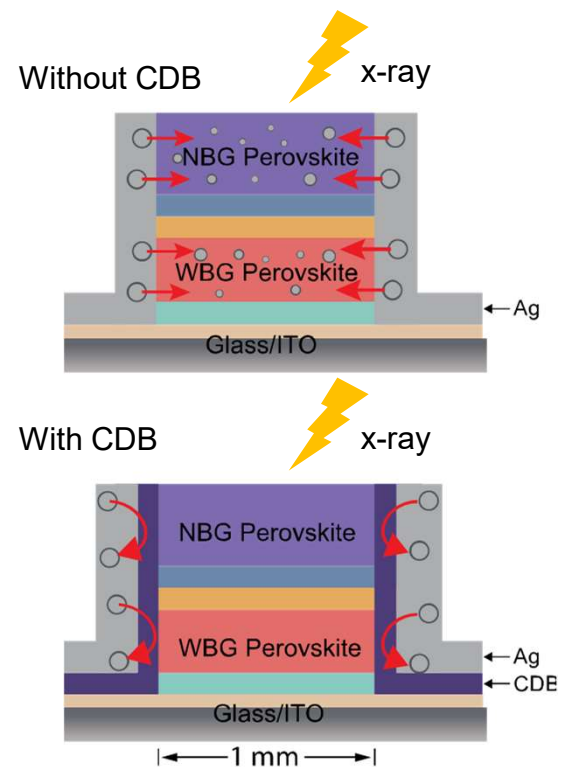 Without CDB
x-ray
NBG Perovskite
WBG Perovskite
Ag
Glass/ITO
With CDB
x-ray
NBG Perovskite
WBG Perovskite
Ag
CDB
Glass/ITO
1 mm